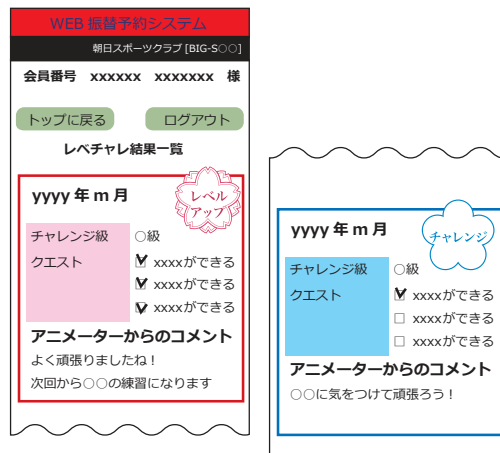 WEB 振替予約システム
朝日スポーツクラブ [BIG-S○○]
会員番号 xxxxxx xxxxxxx 様
トップに戻る ログアウト
レベチャレ結果一覧
yyyy 年 m 月
レベル
アップ
チャレンジ級 ○級
クエスト xxxxができる
xxxxができる
xxxxができる
アニメーターからのコメント
よく頑張りましたね！
次回から○○の練習になります
yyyy 年 m 月
チャレンジ
チャレンジ級 ○級
クエスト xxxxができる
xxxxができる
xxxxができる
アニメーターからのコメント
○○に気をつけて頑張ろう！